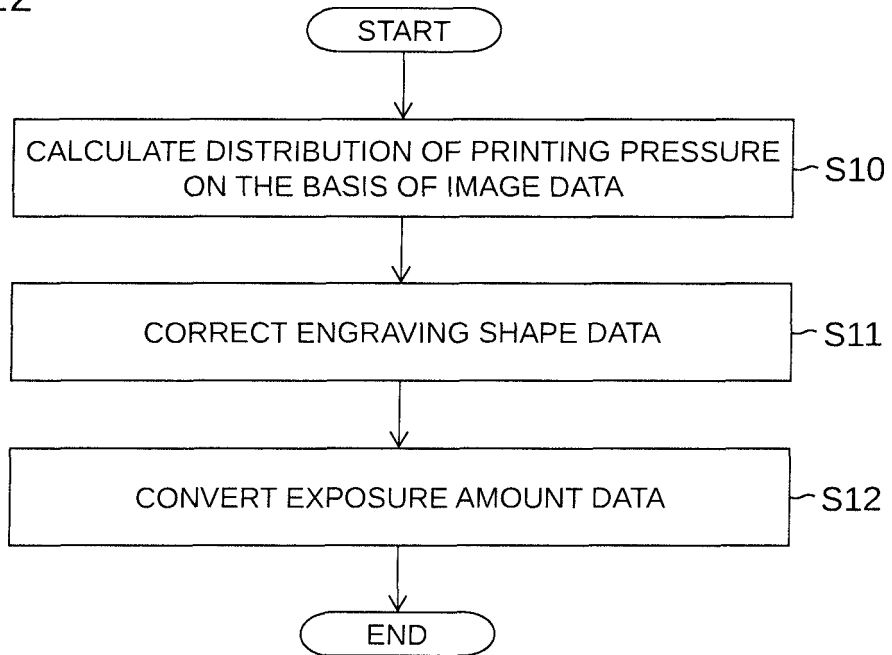 START
CALCULATE DISTRIBUTION OF PRINTING PRESSURE
ON THE BASIS OF IMAGE DATA
S10
CORRECT ENGRAVING SHAPE DATA
S11
CONVERT EXPOSURE AMOUNT DATA
S12
END